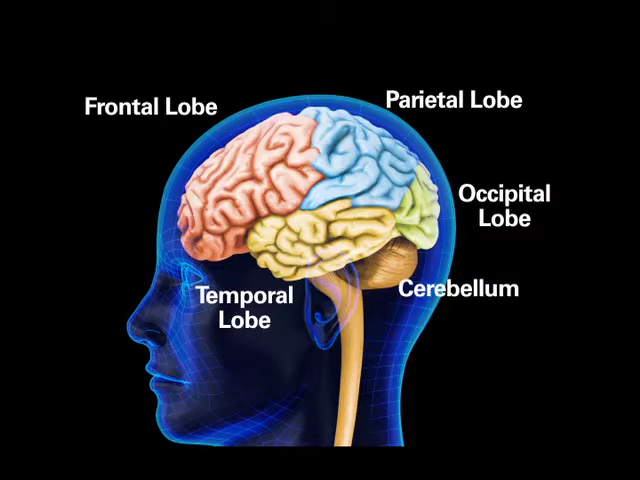 Frontal Lobe
Parietal Lobe
Occipital
Lobe
Cerebellum
Temporal
Lobe